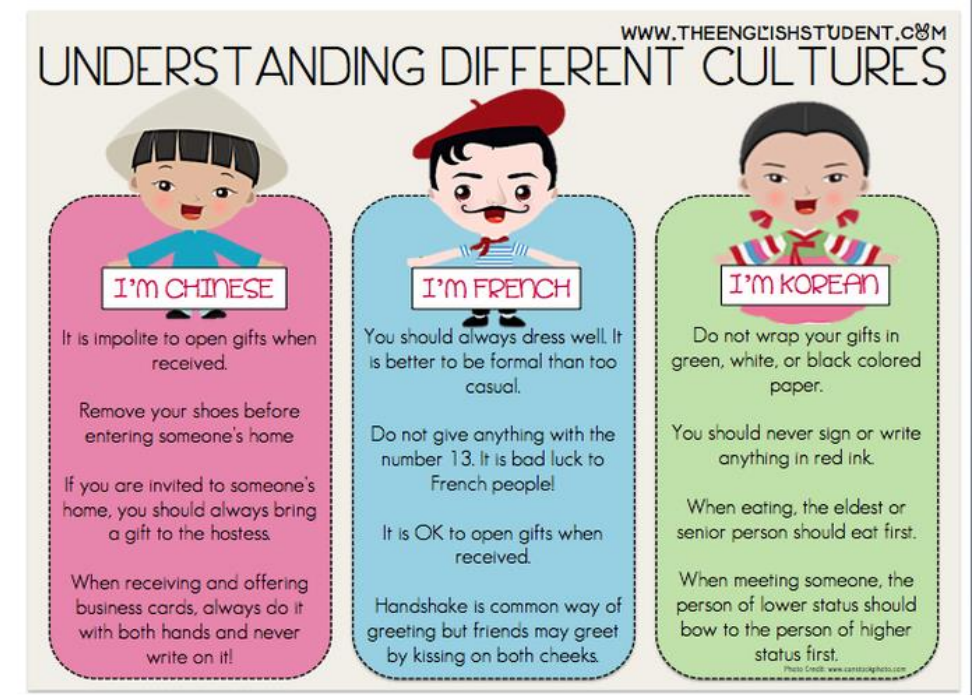 WWW.THEENGLISHSTUDENT.COM
UNDERSTANDING DIFFERENT CULTURES
I'M CHINESE
It is impolite to open gifts when
received.
Remove your shoes before
entering someone's home
If you are invited to someone's
home, you should always bring
a gift to the hostess.
When receiving and offering
business cards, always do it
with both hands and never
write on it!
I'M FRENCH
You should always dress well. It
is better to be formal than too
casual.
Do not give anything with the
number 13. It is bad luck to
French people!
It is OK to open gifts when
received.
Handshake is common way of
greeting but friends may greet
by kissing on both cheeks.
I'M KOREAN
Do not wrap your gifts in
green, white, or black colored
paper.
You should never sign or write
anything in red ink.
When eating, the eldest or
senior person should eat first.
When meeting someone, the
person of lower status should
bow to the person of higher
status first.
Photo Credit: www.canstockphoto.com